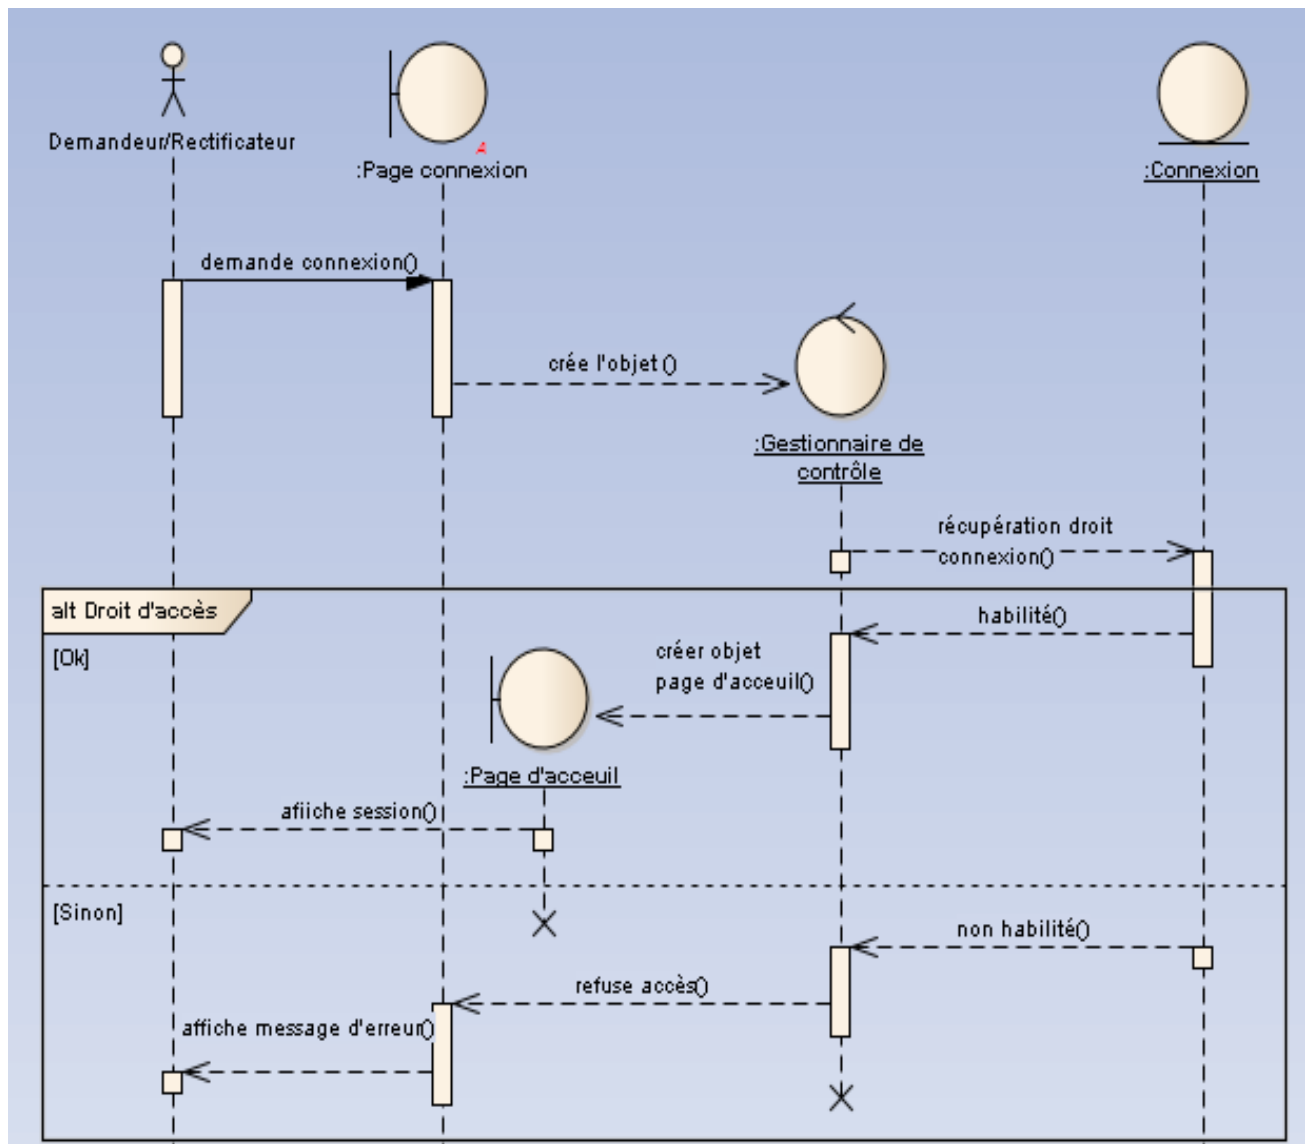 Demandeur/Rectificateur
A
:Page connexion
:Connexion
demande connexion()
crée l'objet ()
:Gestionnaire de
contrôle
récupération droit
connexion()
alt Droit d'accès
habilité()
[Ok]
créer objet
page d'acceuil()
:Page d'acceuil
afiiche session()
[Sinon]
non habilité()
refuse accès()
affiche message d'erreur()